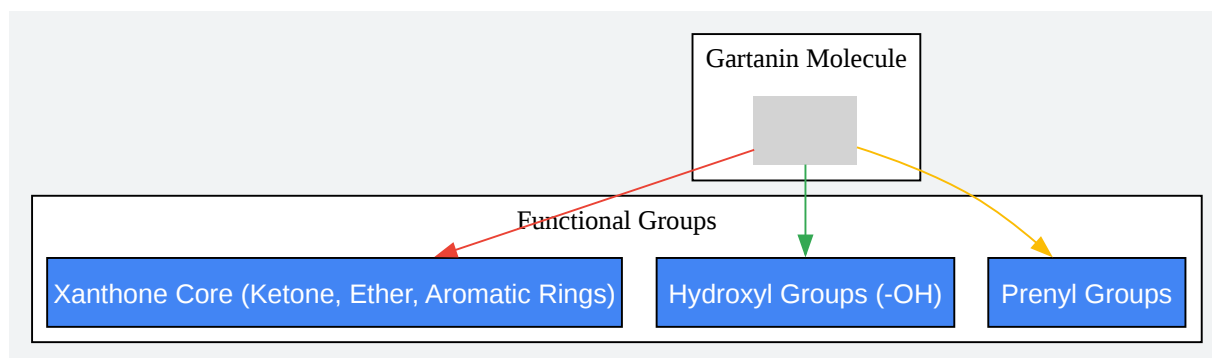 Gartanin Molecule
Functional Groups
Xanthone Core (Ketone, Ether, Aromatic Rings)
Hydroxyl Groups (-OH)
Prenyl Groups